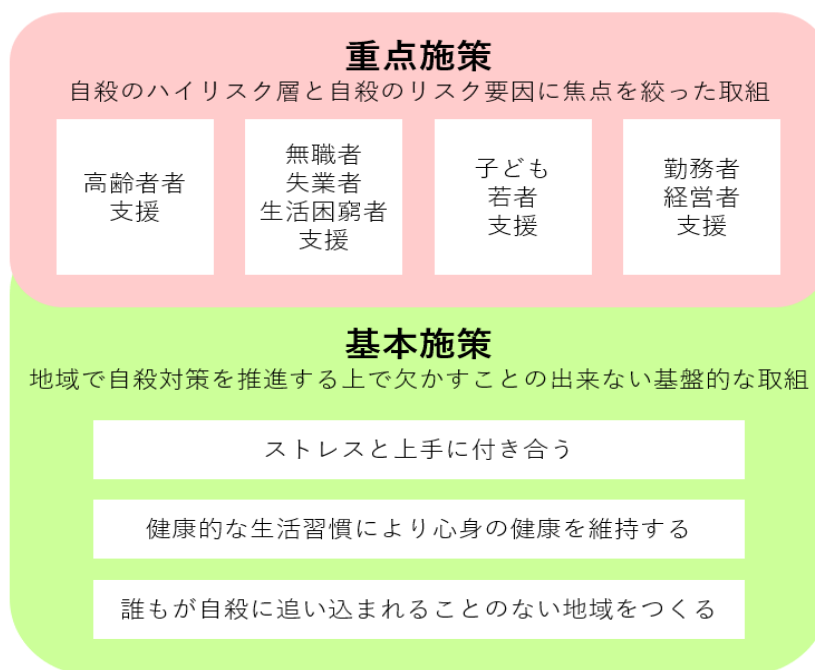 重点施策
自殺のハイリスク層と自殺のリスク要因に焦点を絞った取組
高齢者者
支援
無職者
失業者
生活困窮者
支援
子ども
若者
支援
勤務者
経営者
支援
基本施策
地域で自殺対策を推進する上で欠かすことの出来ない基盤的な取組
ストレスと上手に付き合う
健康的な生活習慣により心身の健康を維持する
誰もが自殺に追い込まれることのない地域をつくる